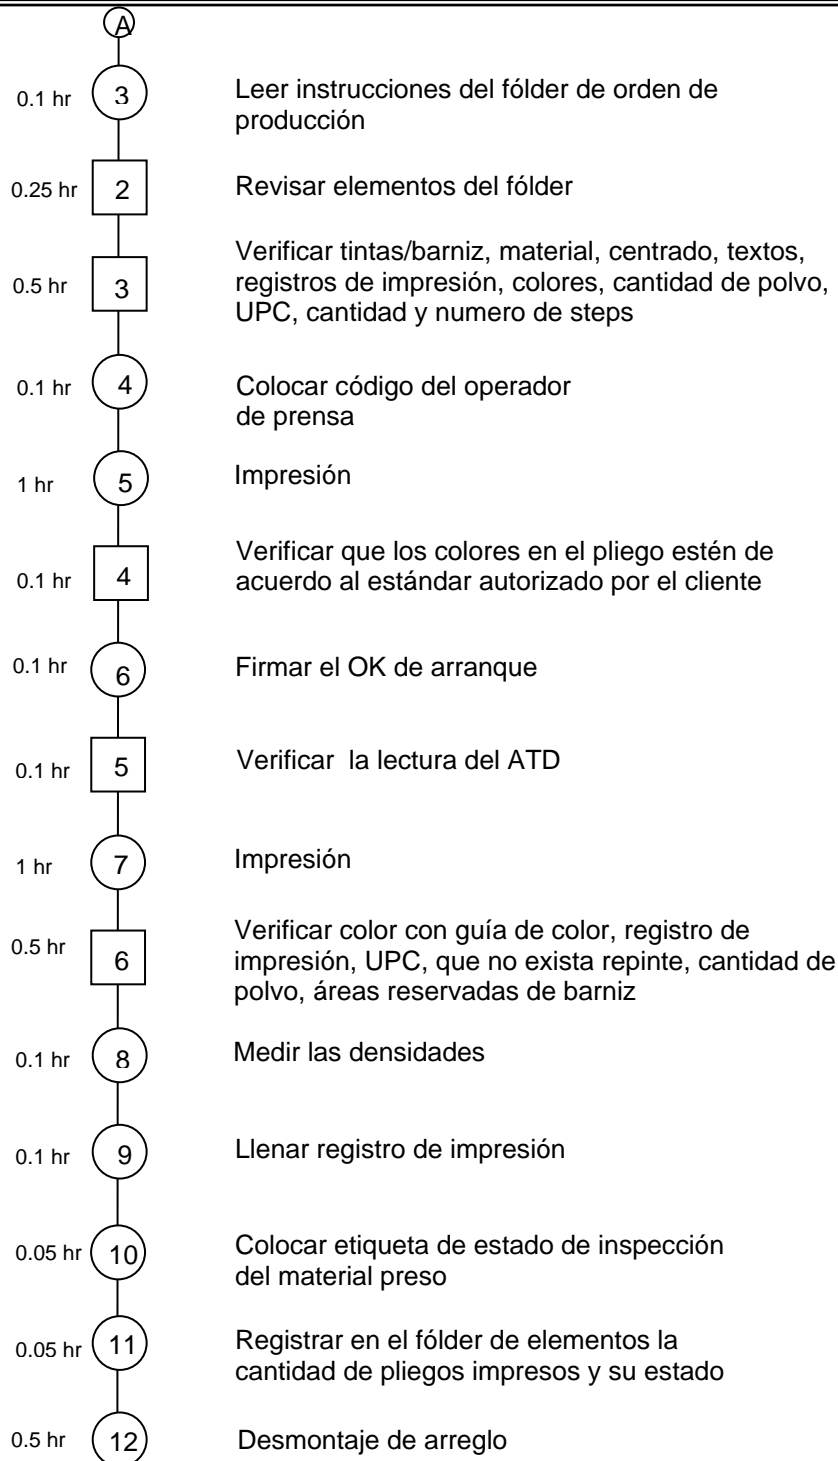 A
0.1 hr 3 Leer instrucciones del fólder de orden de
producción
0.25 hr 2 Revisar elementos del fólder
Verificar tintas/barniz, material, centrado, textos,
0.5 hr 3 registros de impresión, colores, cantidad de polvo,
UPC, cantidad y numero de steps
0.1 hr 4 Colocar código del operador
de prensa
1 hr 5 Impresión
Verificar que los colores en el pliego estén de
0.1 hr 4 acuerdo al estándar autorizado por el cliente
0.1 hr 6 Firmar el OK de arranque
0.1 hr 5 Verificar la lectura del ATD
1 hr 7 Impresión
Verificar color con guía de color, registro de
0.5 hr 6 impresión, UPC, que no exista repinte, cantidad de
polvo, áreas reservadas de barniz
0.1 hr 8 Medir las densidades
0.1 hr 9 Llenar registro de impresión
0.05 hr 10 Colocar etiqueta de estado de inspección
del material preso
0.05 hr 11 Registrar en el fólder de elementos la
cantidad de pliegos impresos y su estado
0.5 hr 12 Desmontaje de arreglo